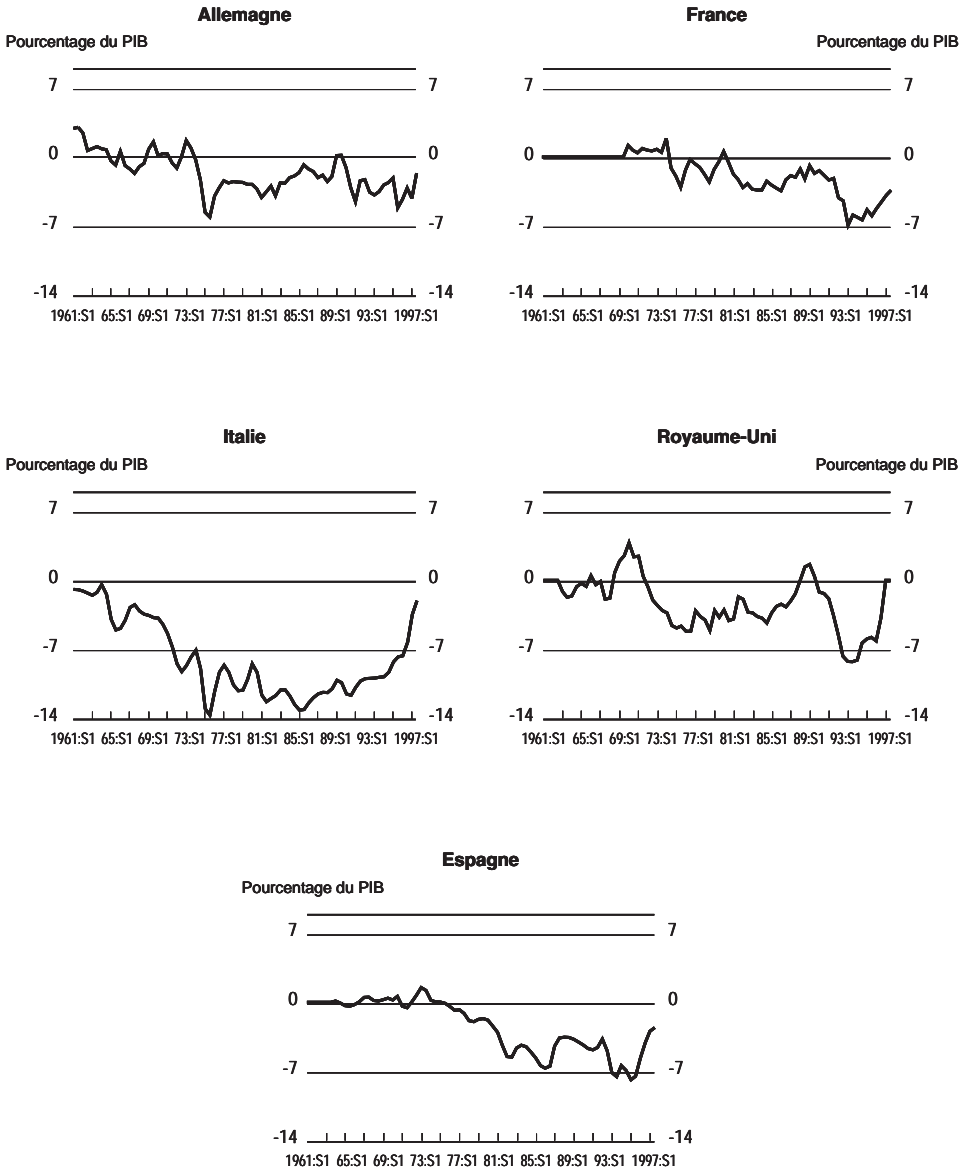 Allemagne
France
Pourcentage du PIB
Pourcentage du PIB
7 7 7 7
0 0 0 0
-7 -7 -7 -7
-14 -14 -14 -14
1961:S1 65:S1 69:S1 73:S1 77:S1 81:S1 85:S1 89:S1 93:S1 1997:S1
1961:S1 65:S1 69:S1 73:S1 77:S1 81:S1 85:S1 89:S1 93:S1 1997:S1
Italie
Royaume-Uni
Pourcentage du PIB
Pourcentage du PIB
7 7 7 7
0 0 0 0
-7 -7 -7 -7
-14 -14 -14 -14
1961:S1 65:S1 69:S1 73:S1 77:S1 81:S1 85:S1 89:S1 93:S1 1997:S1
1961:S1 65:S1 69:S1 73:S1 77:S1 81:S1 85:S1 89:S1 93:S1 1997:S1
Espagne
Pourcentage du PIB
7 7
0 0
-7 -7
-14 -14
1961:S1 65:S1 69:S1 73:S1 77:S1 81:S1 85:S1 89:S1 93:S1 1997:S1